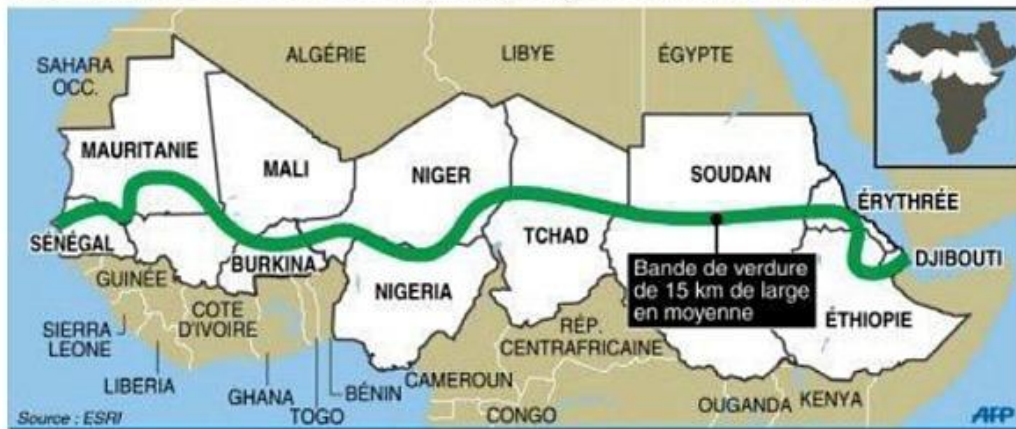 SAHARA
OCC.
ALGÉRIE
LIBYE
ÉGYPTE
MAURITANIE
MALI
NIGER
SOUDAN
ÉRYTHRÉE
SÉNÉGAL
TCHAD
DJIBOUTI
BURKINA
GUINÉE
NIGERIA
Bande de verdure
de 15 km de large
en moyenne
COTE
D'IVOIRE
ÉTHIOPIE
SIERRA
LEONE
RÉP.
CENTRAFRICAINE
LIBERIA
GHANA
TOGO
BÉNIN
CAMEROUN
CONGO
OUGANDA
KENYA
Source : ESRI
AFP